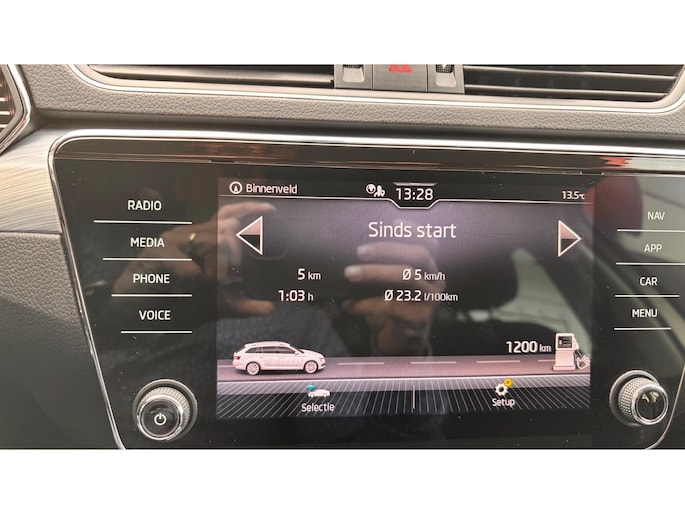 Binnenveld 13:28 13.5°C
RADIO
MEDIA
PHONE
VOICE
Sinds start
5 km Ø 5 km/h
1:03 h Ø 23.2 l/100km
1200 km
Selectie Setup
NAV
APP
CAR
MENU